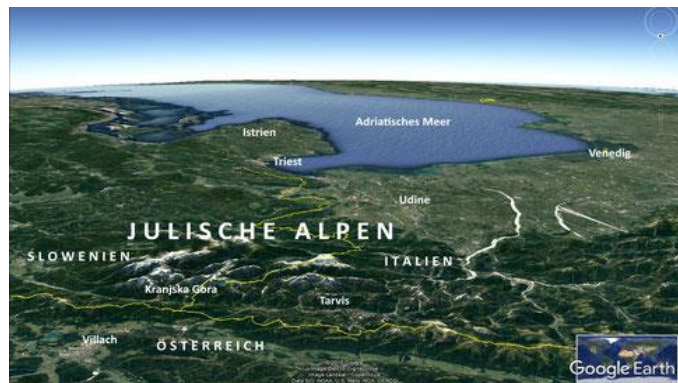 Adriatisches Meer
Istrien
Triest
Venedig
Udine
JULISCHE ALPEN
SLOWENIEN
ITALIEN
Kranjska Gora
Tarvis
Villach
ÖSTERREICH
Google Earth